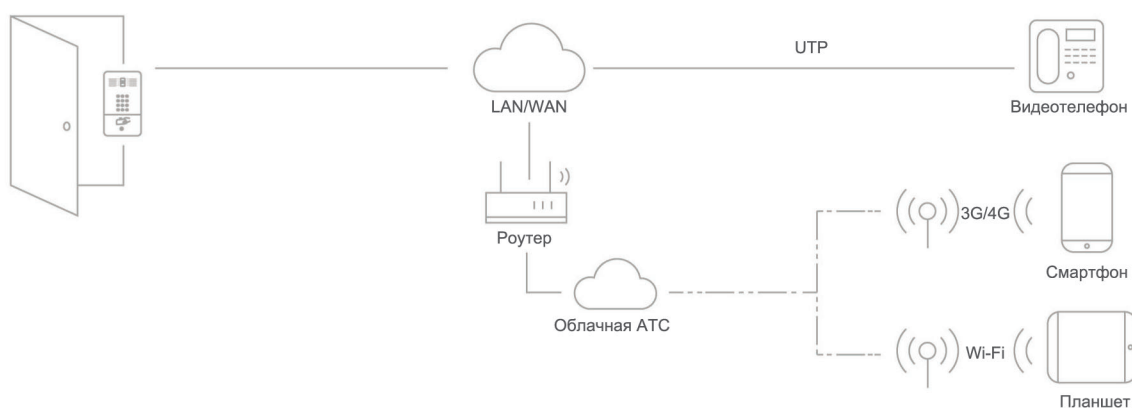 UTP
LAN/WAN
Видеотелефон
Роутер
3G/4G
Смартфон
Облачная АТС
Wi-Fi
Планшет